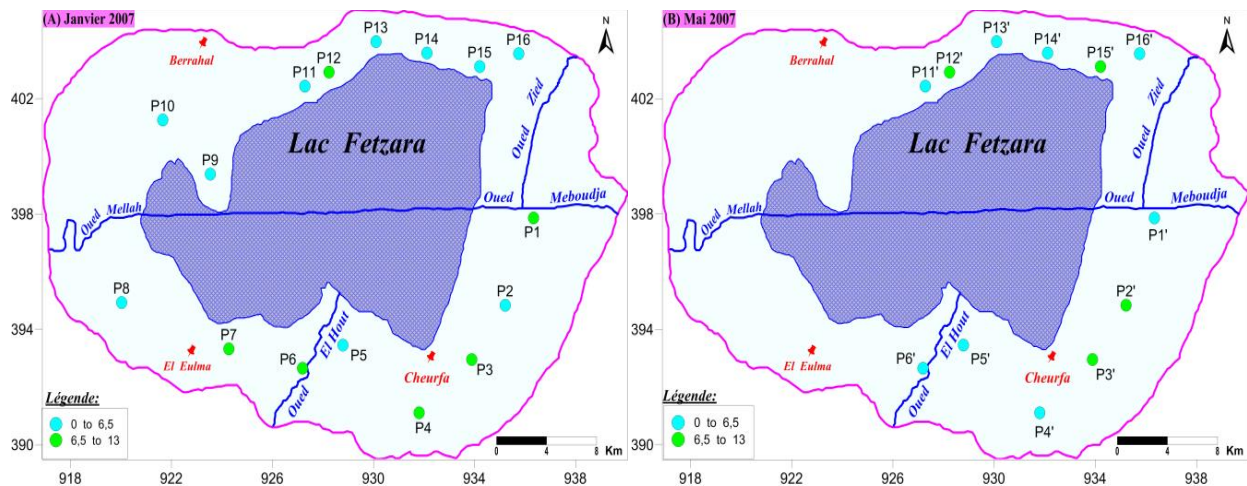 (A) Janvier 2007
N
P13
P14
P16
P15
P12
P11
Berrahal
402
P10
Lac Fetzara
Oued Zied
P9
398
Oued Mellah
Oued Meboudja
P1
P8
P2
394
P7
El Eulma
P6
Oued El Hout
P5
Cheurfa
P3
P4
Légende:
0 to 6,5
6,5 to 13
390
0 4 8
Km
918 922 926 930 934 938
(B) Mai 2007
N
P13'
P14'
P16'
P15'
P12'
P11'
Berrahal
402
Lac Fetzara
Oued Zied
398
Oued Mellah
Oued Meboudja
P1'
P2'
394
El Eulma
P6'
Oued El Hout
P5'
Cheurfa
P3'
P4'
Légende:
0 to 6,5
6,5 to 13
390
0 4 8
Km
918 922 926 930 934 938